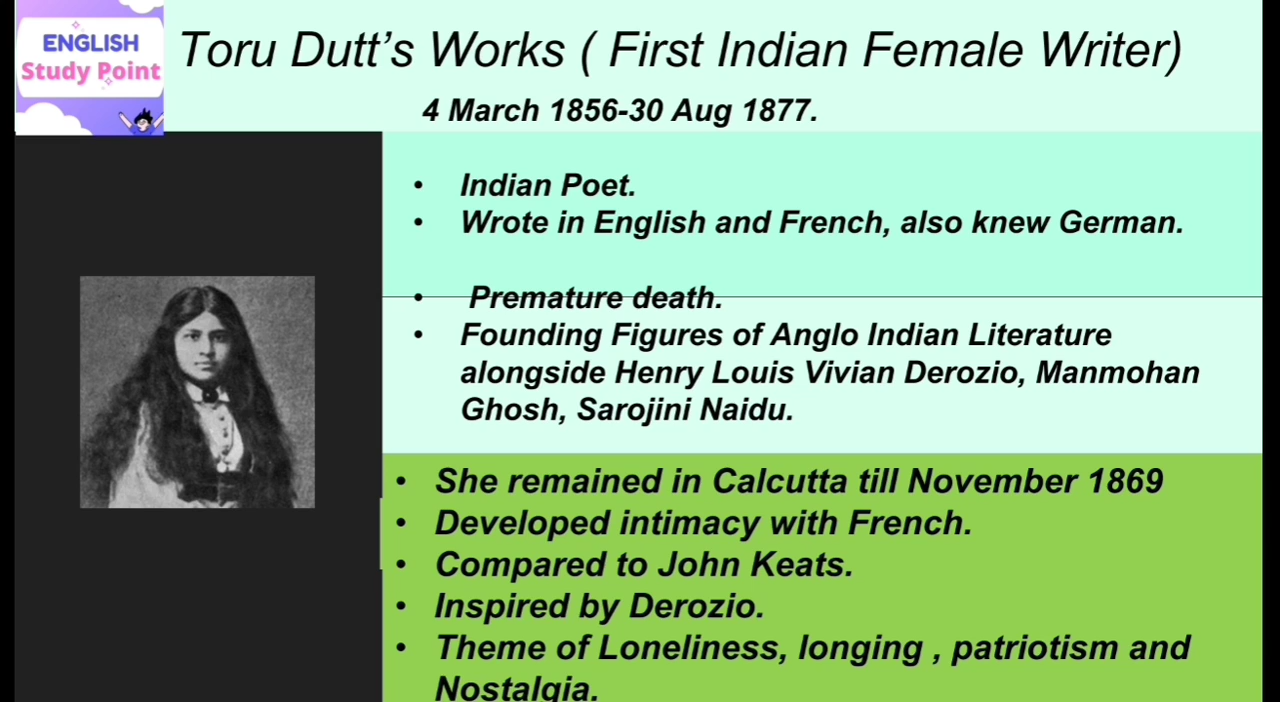 ENGLISH
Study Point
Toru Dutt’s Works ( First Indian Female Writer)
4 March 1856-30 Aug 1877.
• Indian Poet.
• Wrote in English and French, also knew German.
• Premature death.
• Founding Figures of Anglo Indian Literature
alongside Henry Louis Vivian Derozio, Manmohan
Ghosh, Sarojini Naidu.
• She remained in Calcutta till November 1869
• Developed intimacy with French.
• Compared to John Keats.
• Inspired by Derozio.
• Theme of Loneliness, longing , patriotism and
Nostalgia.